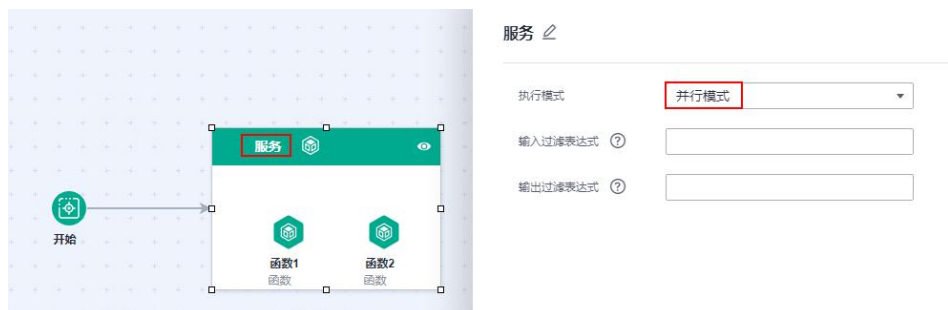 服务
开始
函数1
函数
函数2
函数
服务
执行模式
并行模式
输入过滤表达式 ?
输出过滤表达式 ?